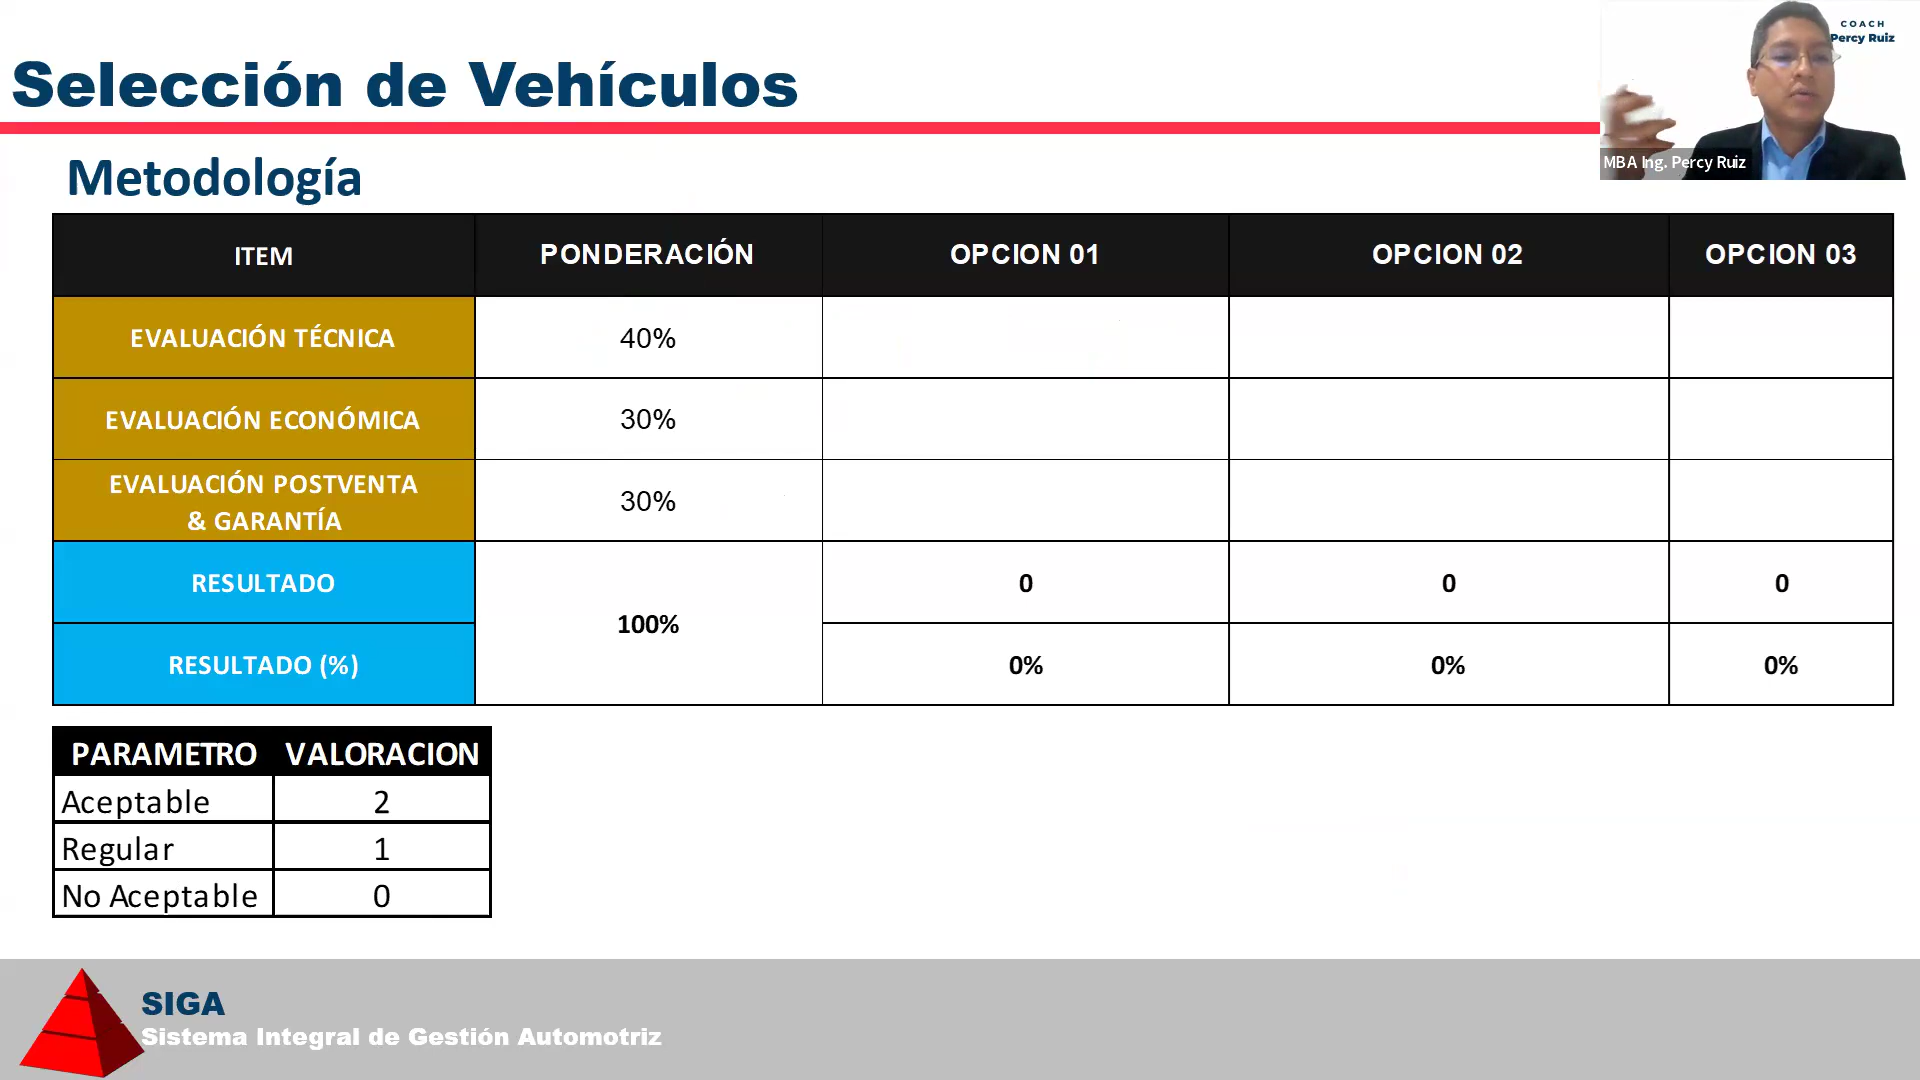 COACH
Percy Ruiz
Selección de Vehículos
MBA Ing. Percy Ruiz
Metodología
ITEM PONDERACIÓN OPCION 01 OPCION 02 OPCION 03
EVALUACIÓN TÉCNICA 40%
EVALUACIÓN ECONÓMICA 30%
EVALUACIÓN POSTVENTA
& GARANTÍA 30%
RESULTADO 0 0 0
100%
RESULTADO (%) 0% 0% 0%
PARAMETRO VALORACION
Aceptable 2
Regular 1
No Aceptable 0
SIGA
Sistema Integral de Gestión Automotriz